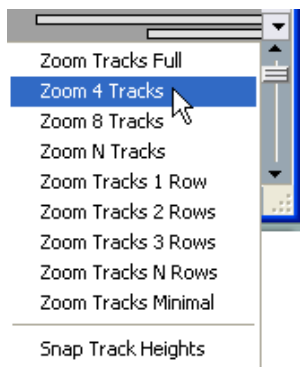 Zoom Tracks Full
Zoom 4 Tracks
Zoom 8 Tracks
Zoom N Tracks
Zoom Tracks 1 Row
Zoom Tracks 2 Rows
Zoom Tracks 3 Rows
Zoom Tracks N Rows
Zoom Tracks Minimal
Snap Track Heights